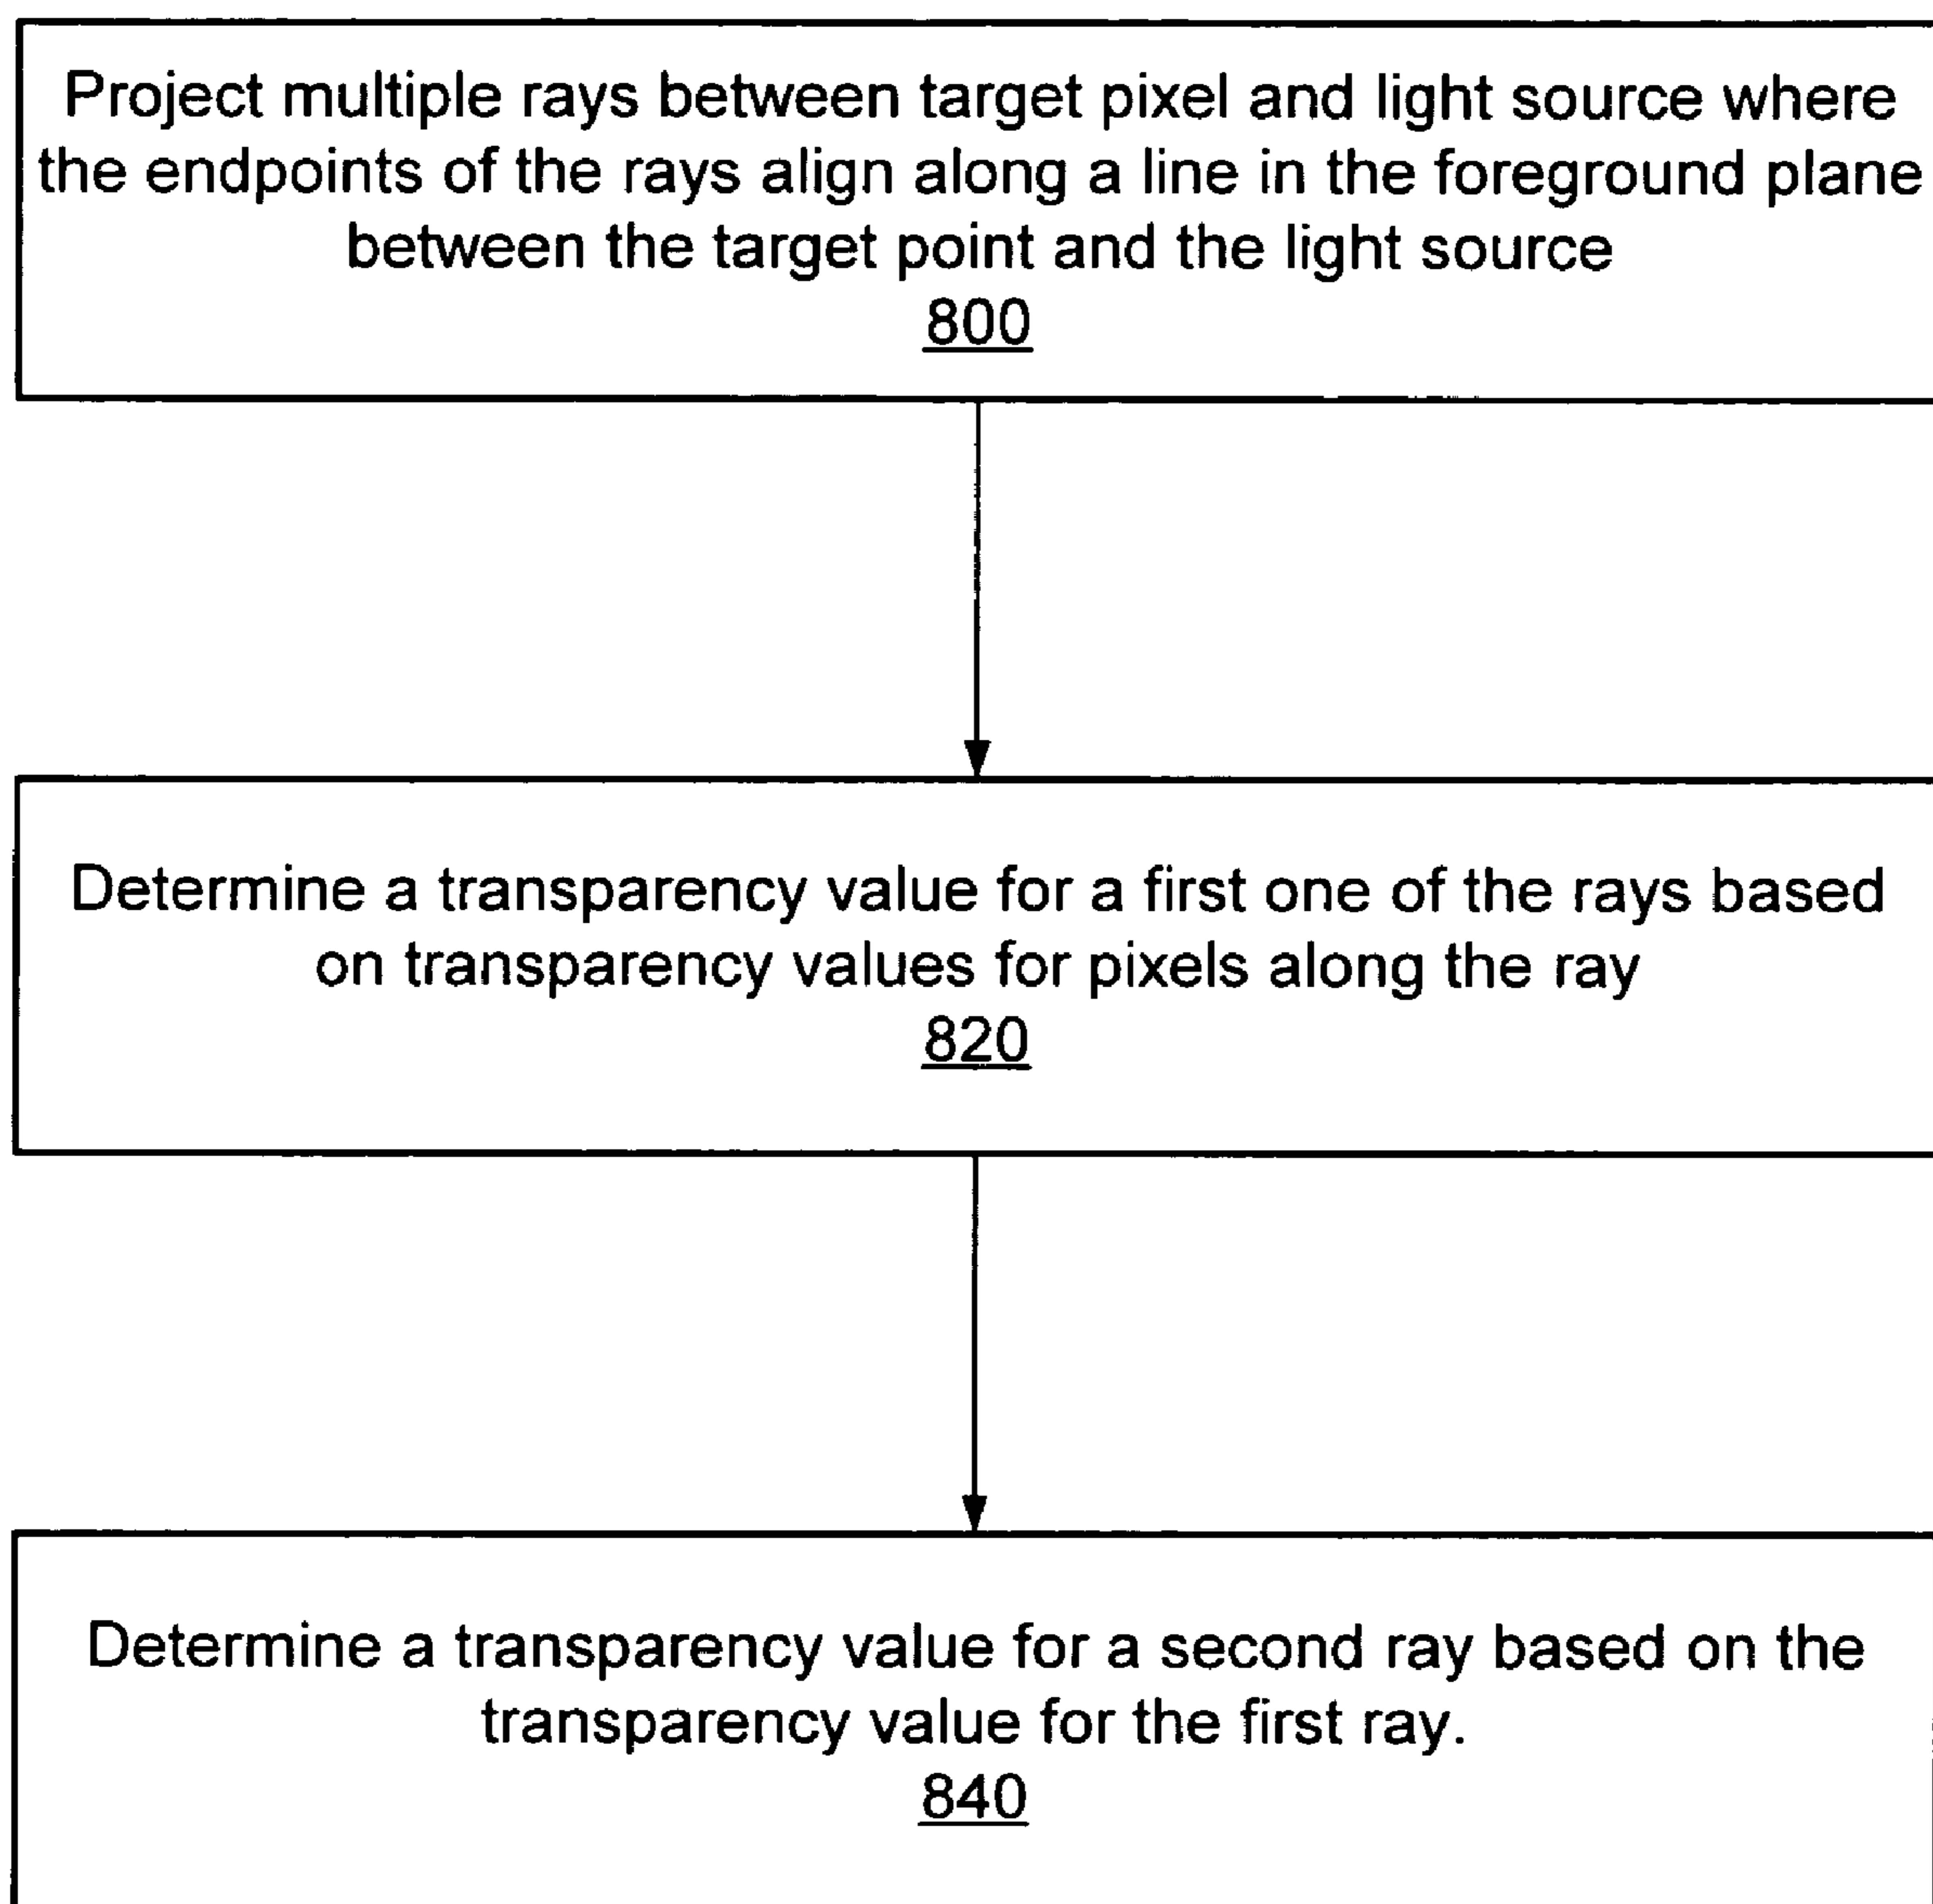 Project multiple rays between target pixel and light source where
the endpoints of the rays align along a line in the foreground plane
between the target point and the light source
800
Determine a transparency value for a first one of the rays based
on transparency values for pixels along the ray
820
Determine a transparency value for a second ray based on the
transparency value for the first ray.
840